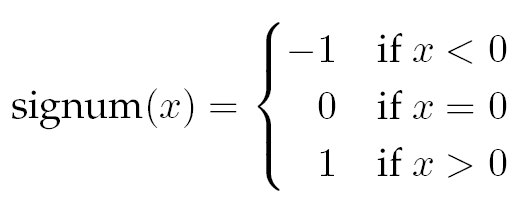 signum(x) = { −1 if x < 0
0 if x = 0
1 if x > 0